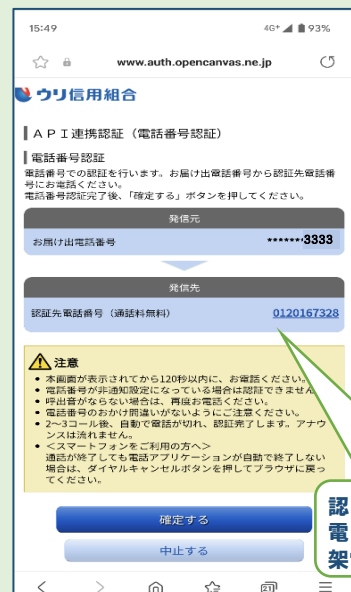 15:49 4G+ 93%
www.auth.opencanvas.ne.jp
ウリ信用組合
API連携認証(電話番号認証)
電話番号認証
電話番号での認証を行います。お届け出電話番号から認証先電話番
号にお電話ください。
電話番号認証完了後、「確定する」ボタンを押してください。
発信元
お届け出電話番号 *******3333
発信先
認証先電話番号(通話料無料) 0120167328
注意
• 本画面が表示されてから120秒以内に、お電話ください。
• 電話番号が非通知設定になっている場合は認証できません
• 呼出音がならない場合は、再度お電話ください。
• 電話番号のおかけ間違いがないようにご注意ください。
• 2~3コール後、自動で電話が切れ、認証完了します。アナウ
ンスは流れません。
• <スマートフォンをご利用の方へ>
通話が終了しても電話アプリケーションが自動で終了しない
場合は、ダイヤルキャンセルボタンを押してブラウザに戻っ
てください。
確定する
中止する
認
電
架
21